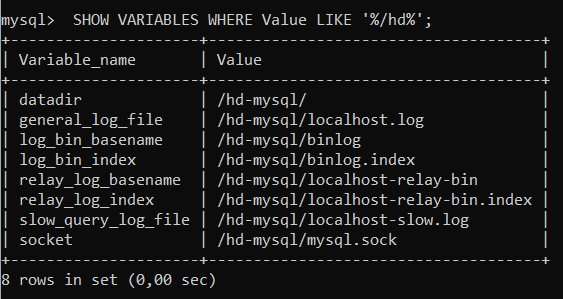 mysql>  SHOW VARIABLES WHERE Value LIKE '%/hd%';
+---------------------+----------------------------------+
| Variable_name       | Value                            |
+---------------------+----------------------------------+
| datadir             | /hd-mysql/                       |
| general_log_file    | /hd-mysql/localhost.log          |
| log_bin_basename    | /hd-mysql/binlog                 |
| log_bin_index       | /hd-mysql/binlog.index           |
| relay_log_basename  | /hd-mysql/localhost-relay-bin    |
| relay_log_index     | /hd-mysql/localhost-relay-bin.index |
| slow_query_log_file | /hd-mysql/localhost-slow.log     |
| socket              | /hd-mysql/mysql.sock             |
+---------------------+----------------------------------+
8 rows in set (0,00 sec)